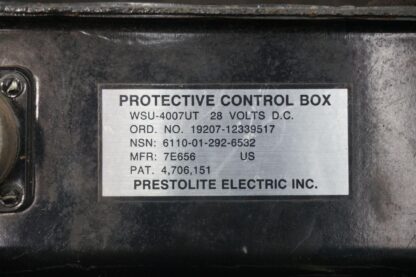 PROTECTIVE CONTROL BOX
WSU-4007UT 28 VOLTS D.C.
ORD. NO. 19207-12339517
NSN: 6110-01-292-6532
MFR: 7E656 US
PAT. 4,706,151
PRESTOLITE ELECTRIC INC.